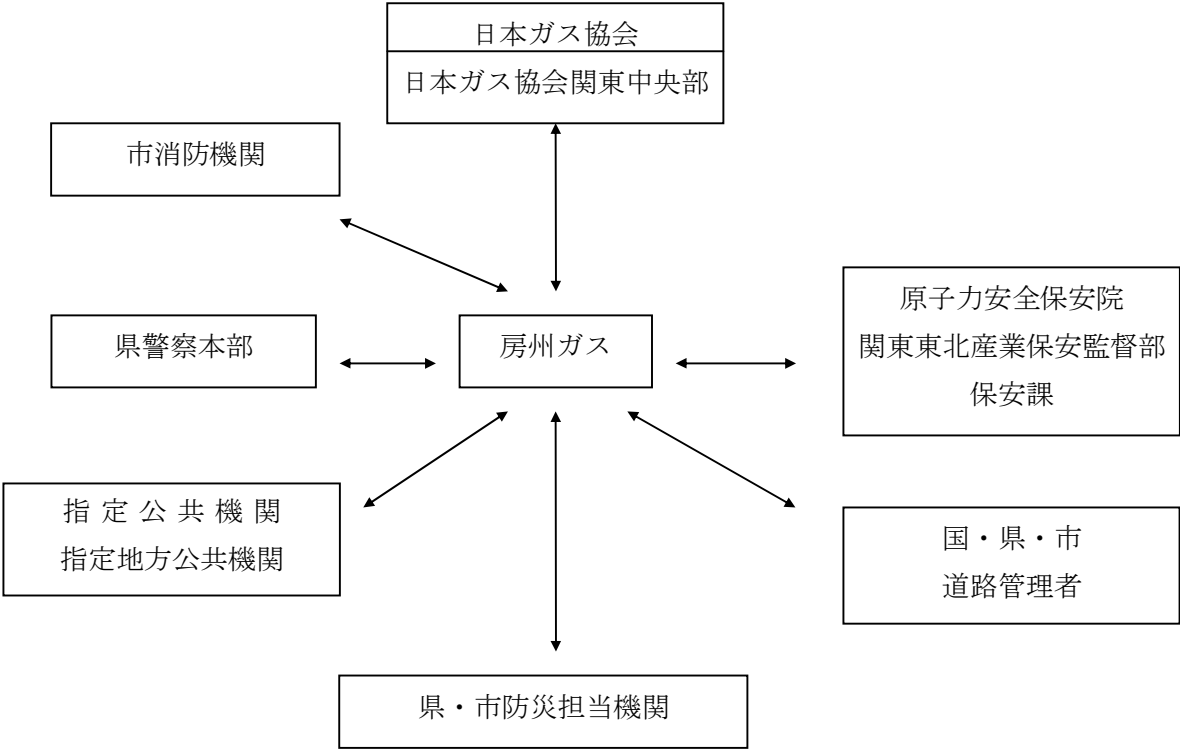 日本ガス協会
日本ガス協会関東中央部
市消防機関
原子力安全保安院
関東東北産業保安監督部
保安課
県警察本部
房州ガス
指 定 公 共 機 関
指定地方公共機関
国・県・市
道路管理者
県・市防災担当機関